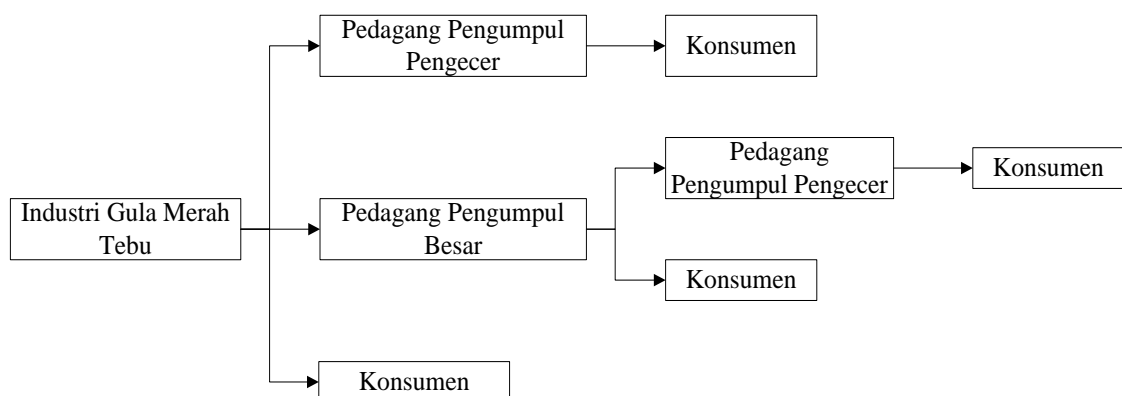 Pedagang Pengumpul
Pengecer
Konsumen
Pedagang
Pengumpul Pengecer
Konsumen
Industri Gula Merah
Tebu
Pedagang Pengumpul
Besar
Konsumen
Konsumen